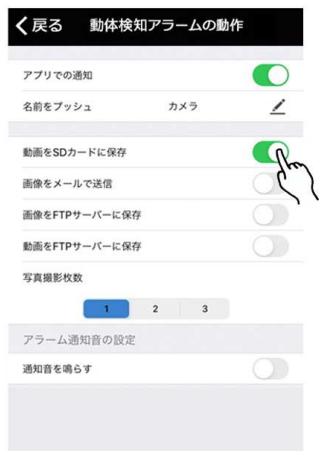 戻る 動体検知アラームの動作
アプリでの通知
名前をプッシュ カメラ
動画をSDカードに保存
画像をメールで送信
画像をFTPサーバーに保存
動画をFTPサーバーに保存
写真撮影枚数
1 2 3
アラーム通知音の設定
通知音を鳴らす